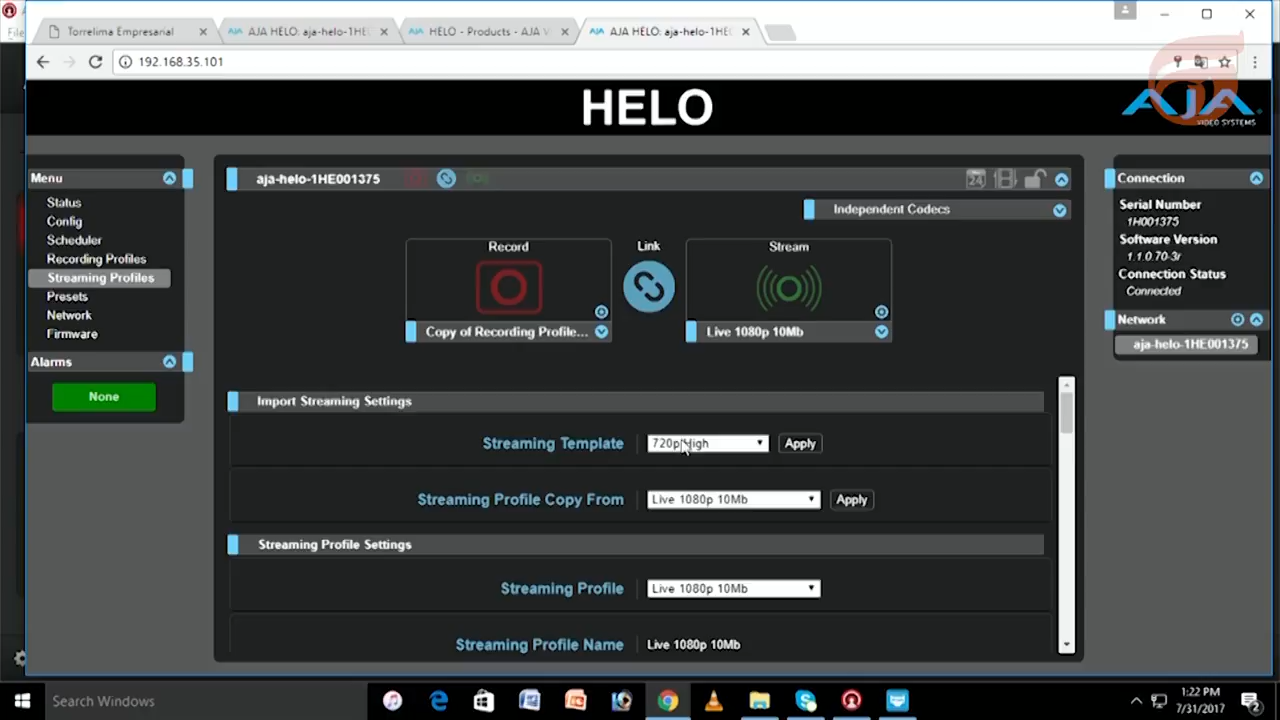 Torrelima Empresarial
AJA HELO: aja-helo-1HE0
HELO - Products - AJA V
AJA HELO: aja-helo-1HE0
192.168.35.101
HELO
AJA
VIDEO SYSTEMS
Menu
Status
Config
Scheduler
Recording Profiles
Streaming Profiles
Presets
Network
Firmware
Alarms
None
aja-helo-1HE001375
24
Independent Codecs
Record
Link
Stream
Copy of Recording Profile...
Live 1080p 10Mb
Import Streaming Settings
Streaming Template
720p High
Apply
Streaming Profile Copy From
Live 1080p 10Mb
Apply
Streaming Profile Settings
Streaming Profile
Live 1080p 10Mb
Streaming Profile Name
Live 1080p 10Mb
Connection
Serial Number
1H001375
Software Version
1.1.0.70-3r
Connection Status
Connected
Network
aja-helo-1HE001375
Search Windows
1:22 PM
7/31/2017
2